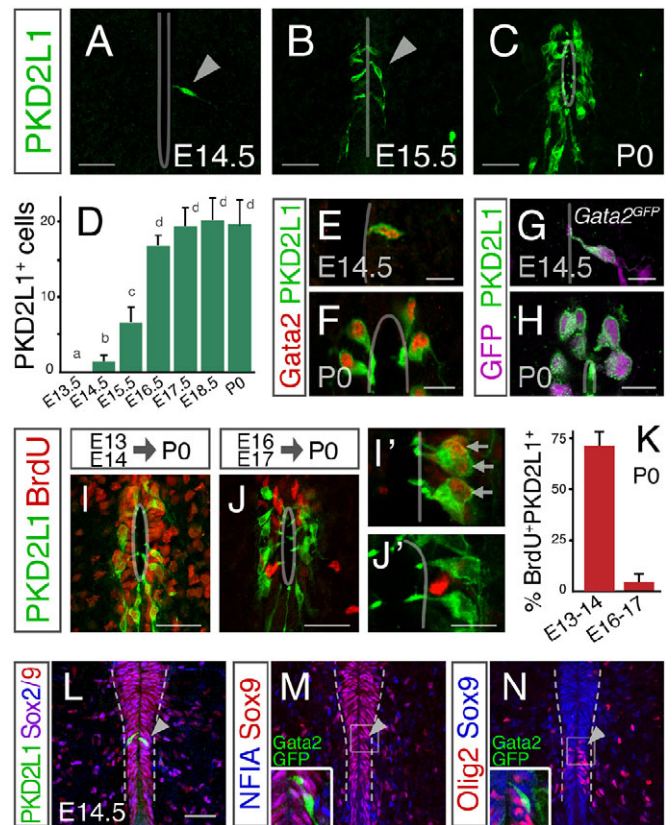 PKD2L1
A
E14.5
B
E15.5
C
P0
D
PKD2L1+ cells
20
10
0
a
b
c
d
d
d
d
E13.5
E14.5
E15.5
E16.5
E17.5
E18.5
P0
Gata2 PKD2L1
E
E14.5
F
P0
GFP PKD2L1
G
Gata2GFP
E14.5
H
P0
PKD2L1 BrdU
E13
E14
P0
I
E16
E17
P0
J
I'
J'
K
P0
% BrdU+PKD2L1+
75
50
25
0
E13-14
E16-17
PKD2L1 Sox2/9
L
E14.5
NFIA Sox9
M
Gata2
GFP
Olig2 Sox9
N
Gata2
GFP